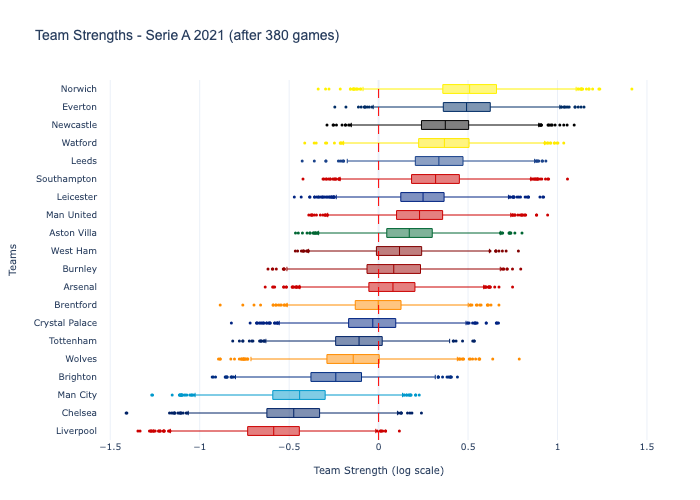 Team Strengths - Serie A 2021 (after 380 games)
Norwich
Everton
Newcastle
Watford
Leeds
Southampton
Leicester
Man United
Aston Villa
West Ham
Burnley
Arsenal
Brentford
Crystal Palace
Tottenham
Wolves
Brighton
Man City
Chelsea
Liverpool
Teams
−1.5 −1 −0.5 0 0.5 1 1.5
Team Strength (log scale)